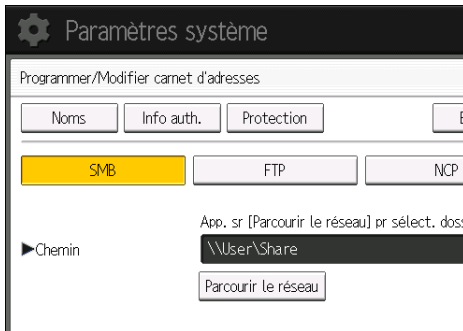 Paramètres système
Programmer/Modifier carnet d'adresses
Noms Info auth. Protection
SMB FTP NCP
App. sr [Parcourir le réseau] pr sélect. doss
▶Chemin \\User\Share
Parcourir le réseau